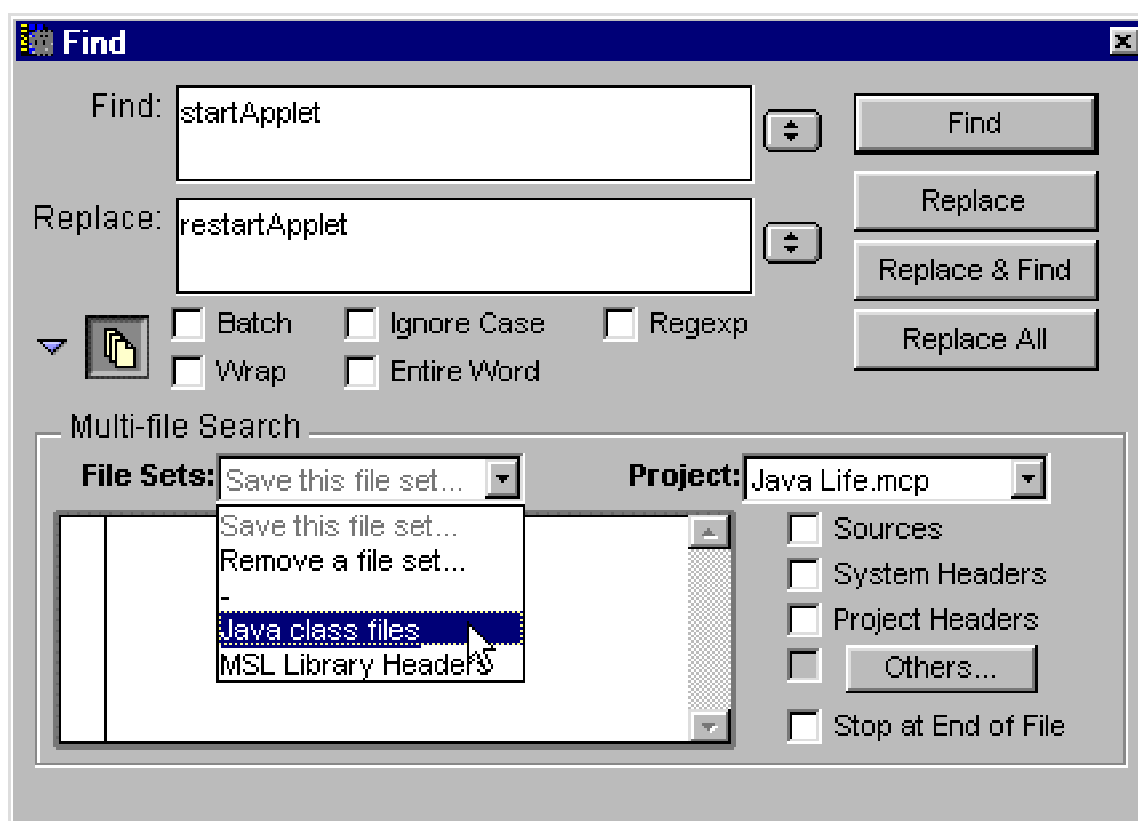 Find
Find:
startApplet
Find
Replace:
restartApplet
Replace
Replace & Find
Replace All
Batch
Ignore Case
Regexp
Wrap
Entire Word
Multi-file Search
File Sets:
Save this file set...
Project:
Java Life.mcp
Save this file set...
Remove a file set...
-
Java class files
MSL Library Headers
Sources
System Headers
Project Headers
Others...
Stop at End of File